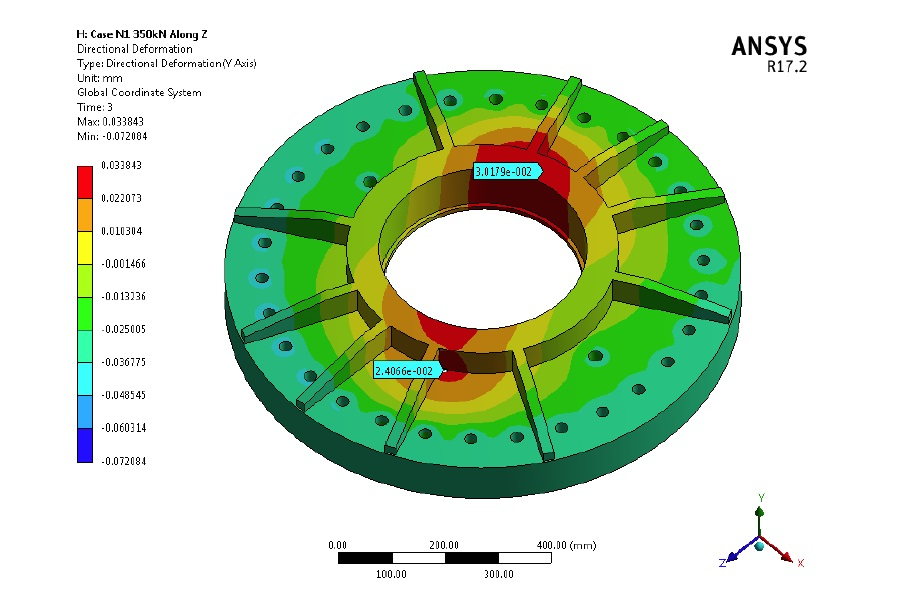 H: Case N1 350kN Along Z
Directional Deformation
Type: Directional Deformation(Y Axis)
Unit: mm
Global Coordinate System
Time: 3
Max: 0.033843
Min: -0.072084
ANSYS
R17.2
0.033843
0.022073
0.010304
-0.001466
-0.013236
-0.025005
-0.036775
-0.048545
-0.060314
-0.072084
3.0179e-002
2.4066e-002
0.00 200.00 400.00 (mm)
100.00 300.00
Y
Z X